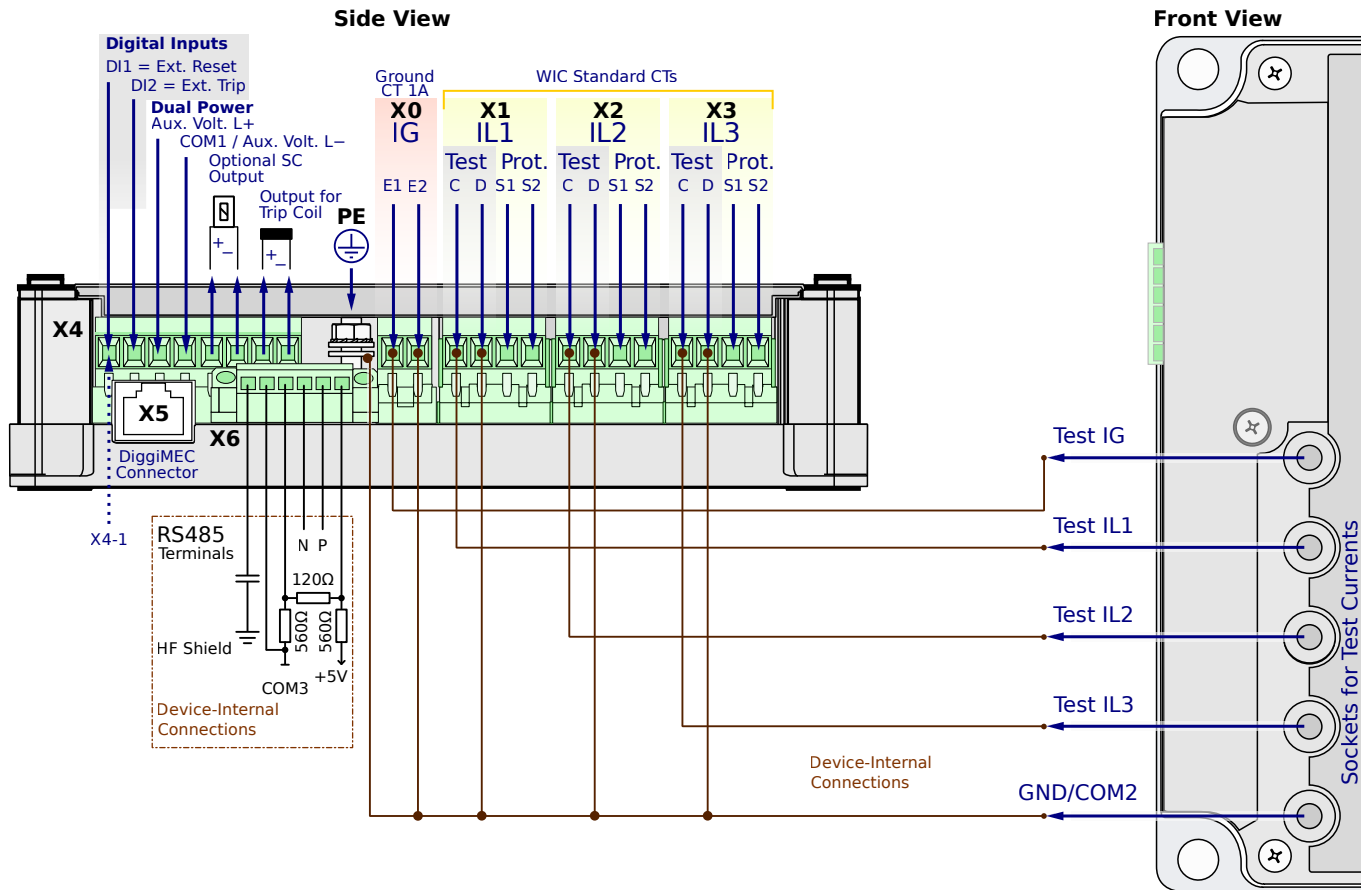 Side View
Front View
Digital Inputs
DI1 = Ext. Reset
DI2 = Ext. Trip
Dual Power
Aux. Volt. L+
COM1 / Aux. Volt. L−
Optional SC
Output
Output for
Trip Coil
+
−
+
−
PE
Ground
CT 1A
X0
IG
E1 E2
WIC Standard CTs
X1
IL1
Test Prot.
C D S1 S2
X2
IL2
Test Prot.
C D S1 S2
X3
IL3
Test Prot.
C D S1 S2
X4
X5
X6
DiggiMEC
Connector
X4-1
RS485
Terminals
N P
120Ω
560Ω
560Ω
HF Shield
COM3
+5V
Device-Internal
Connections
Test IG
Test IL1
Test IL2
Test IL3
Device-Internal
Connections
GND/COM2
Sockets for Test Currents